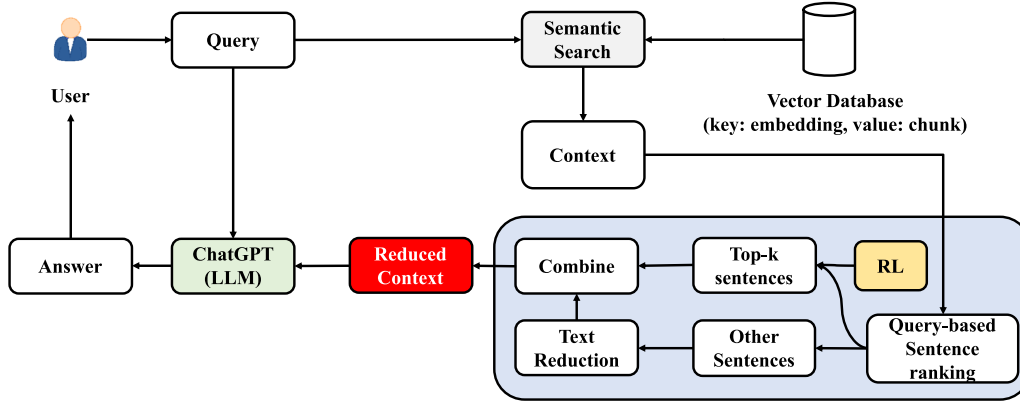 User
Query
Semantic
Search
Vector Database
(key: embedding, value: chunk)
Context
Answer
ChatGPT
(LLM)
Reduced
Context
Combine
Top-k
sentences
RL
Text
Reduction
Other
Sentences
Query-based
Sentence
ranking